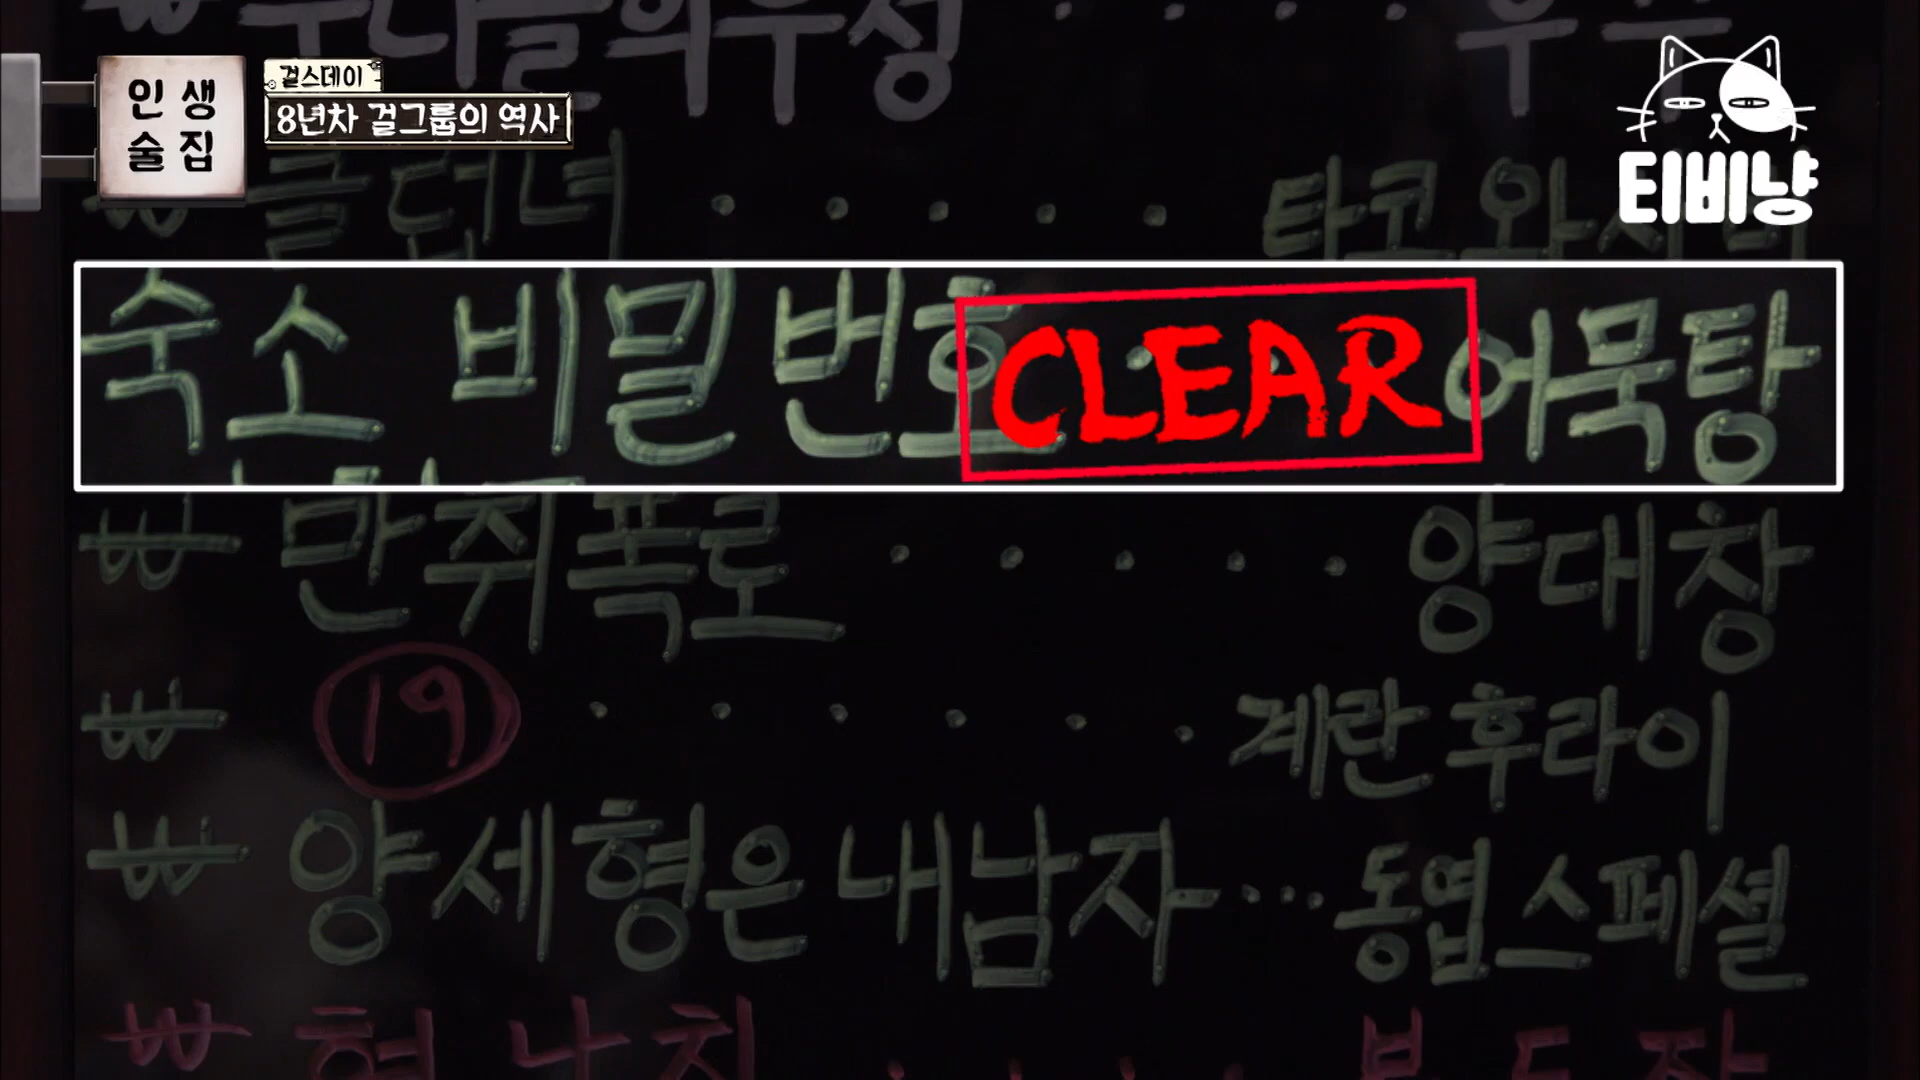 인생
술집
걸스데이
8년차 걸그룹의 역사
티비냥
숙소 비밀번호 CLEAR 어묵탕
₩ 만취폭로 · · · · · 양대창
₩ 19 · · · · · · 계란후라이
₩ 양세형은 내남자 ··· 동엽스페셜